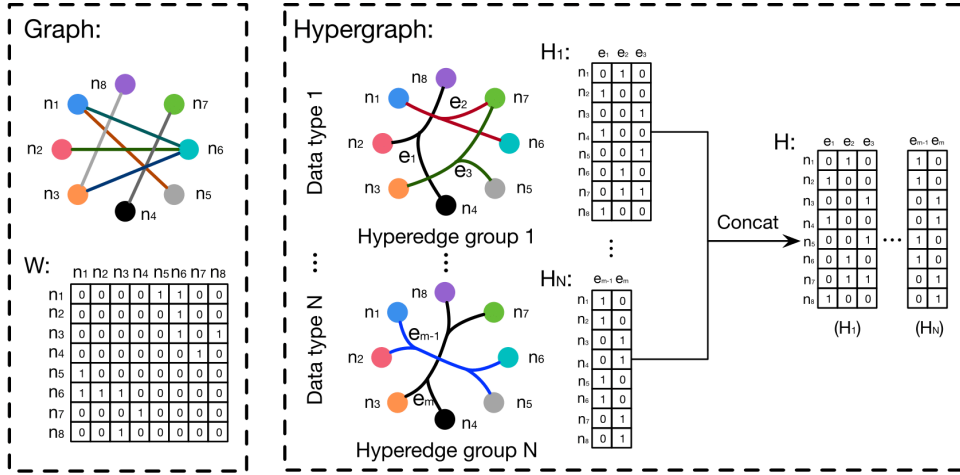 Graph:
n8
n1
n7
n2
n6
n3
n5
n4
W:
n1 n2 n3 n4 n5 n6 n7 n8
n1 0 0 0 0 1 1 0 0
n2 0 0 0 0 0 1 0 0
n3 0 0 0 0 0 1 0 1
n4 0 0 0 0 0 0 1 0
n5 1 0 0 0 0 0 0 0
n6 1 1 1 0 0 0 0 0
n7 0 0 0 1 0 0 0 0
n8 0 0 1 0 0 0 0 0
Hypergraph:
Data type 1
n8
n1
n7
e2
n2
e1
n6
e3
n3
n5
n4
Hyperedge group 1
...
...
Data type N
n8
n1
n7
em-1
n2
n6
em
n3
n5
n4
Hyperedge group N
H1:
e1 e2 e3
n1 0 1 0
n2 1 0 0
n3 0 0 1
n4 1 0 0
n5 0 0 1
n6 0 1 0
n7 0 1 1
n8 1 0 0
...
HN:
em-1 em
n1 1 0
n2 1 0
n3 0 1
n4 0 1
n5 1 0
n6 1 0
n7 0 1
n8 0 1
Concat
H:
e1 e2 e3 em-1 em
n1 0 1 0 1 0
n2 1 0 0 1 0
n3 0 0 1 0 1
n4 1 0 0 0 1
n5 0 0 1 ... 1 0
n6 0 1 0 1 0
n7 0 1 1 0 1
n8 1 0 0 0 1
(H1) (HN)